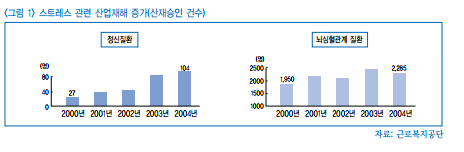 <그림 1> 스트레스 관련 산업재해 증가(산재승인 건수)
정신질환
(명)
80
40
0
27
104
2000년 2001년 2002년 2003년 2004년
뇌심혈관계 질환
(명)
2500
2000
1500
1000
1,950
2,285
2000년 2001년 2002년 2003년 2004년
자료: 근로복지공단